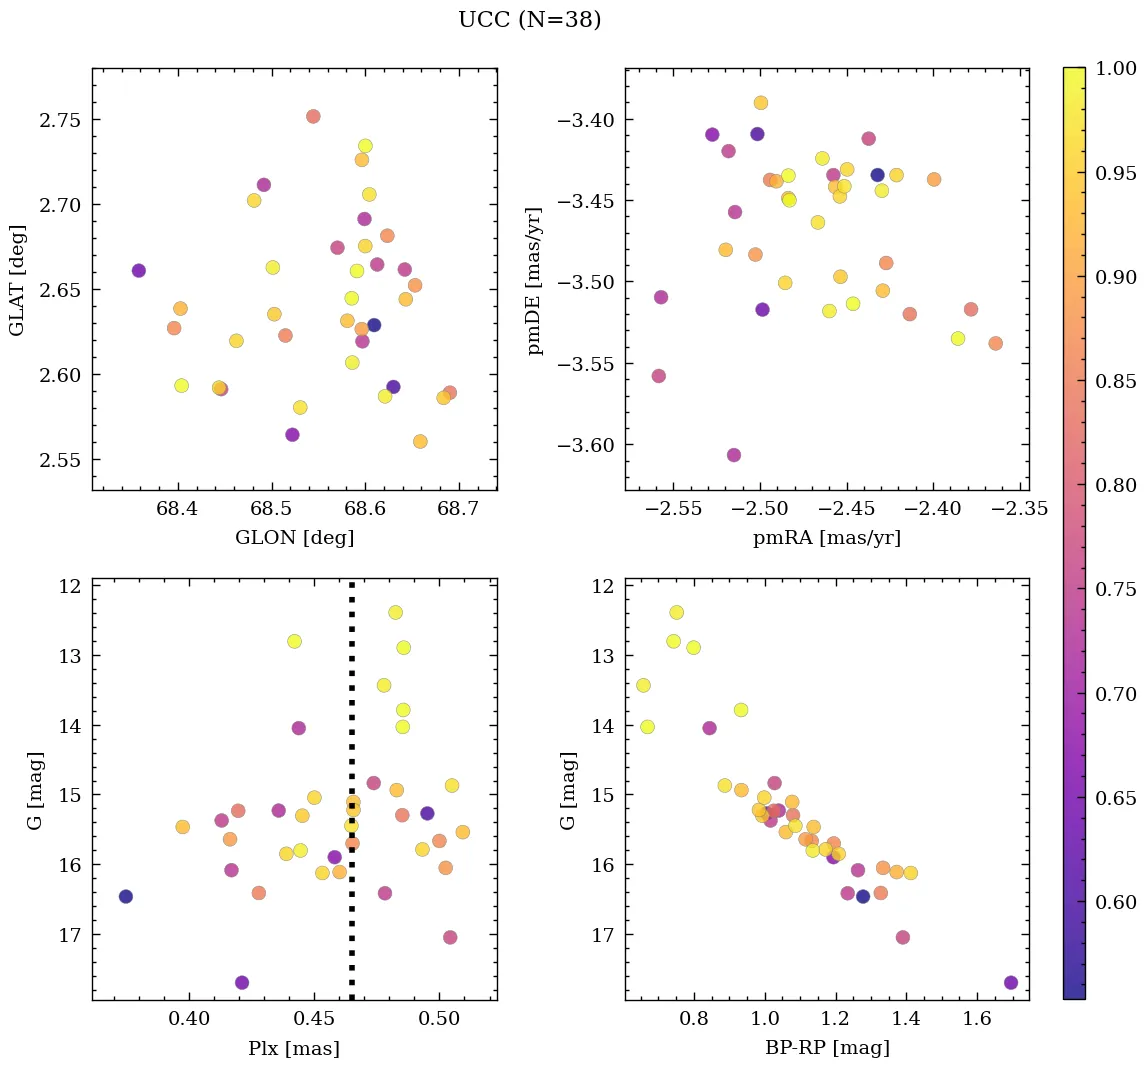 UCC (N=38)
2.75
2.70
2.65
2.60
2.55
GLAT [deg]
68.4 68.5 68.6 68.7
GLON [deg]
−3.40
−3.45
−3.50
−3.55
−3.60
pmDE [mas/yr]
−2.55 −2.50 −2.45 −2.40 −2.35
pmRA [mas/yr]
12
13
14
15
16
17
G [mag]
0.40 0.45 0.50
Plx [mas]
12
13
14
15
16
17
G [mag]
0.8 1.0 1.2 1.4 1.6
BP-RP [mag]
1.00
0.95
0.90
0.85
0.80
0.75
0.70
0.65
0.60